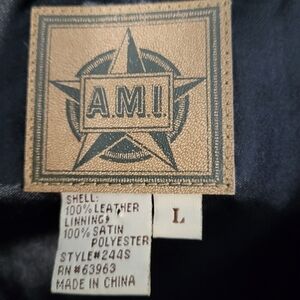 A.M.I.
SHELL:
100% LEATHER
LINNING:
100% SATIN
POLYESTER
STYLE#244S
RN#63963
MADE IN CHINA
L